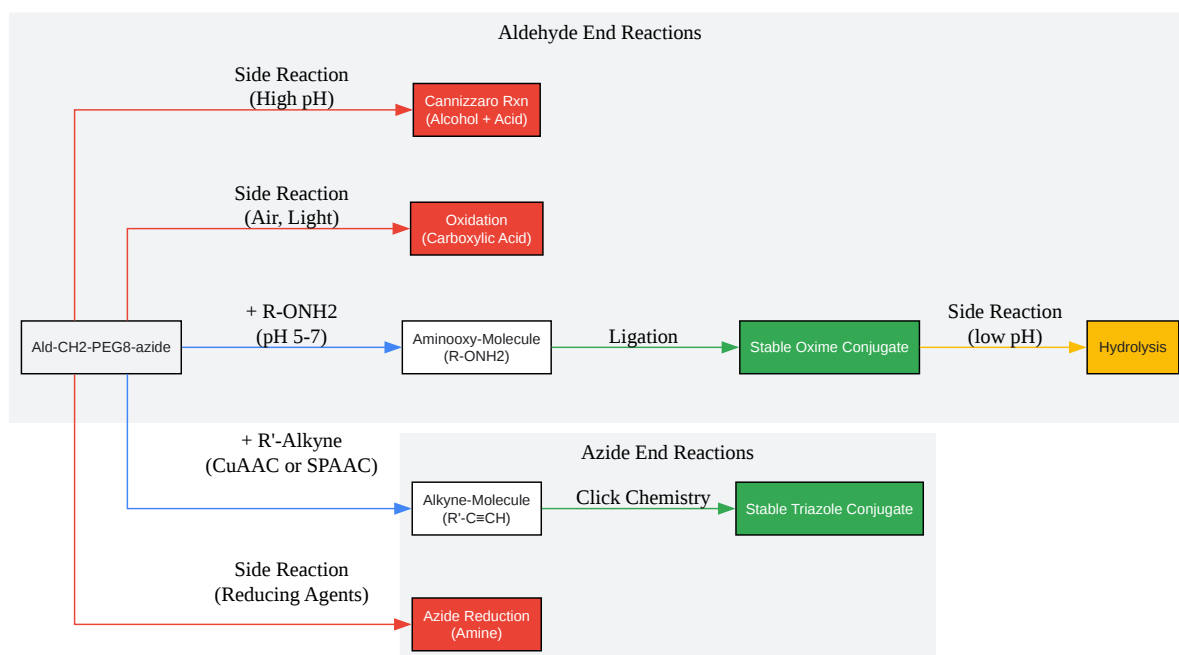 Aldehyde End Reactions
Side Reaction
(High pH)
Cannizzaro Rxn
(Alcohol + Acid)
Side Reaction
(Air, Light)
Oxidation
(Carboxylic Acid)
Ald-CH2-PEG8-azide
+ R-ONH2
(pH 5-7)
Aminooxy-Molecule
(R-ONH2)
Ligation
Stable Oxime Conjugate
Side Reaction
(low pH)
Hydrolysis
+ R'-Alkyne
(CuAAC or SPAAC)
Azide End Reactions
Alkyne-Molecule
(R'-C≡CH)
Click Chemistry
Stable Triazole Conjugate
Side Reaction
(Reducing Agents)
Azide Reduction
(Amine)